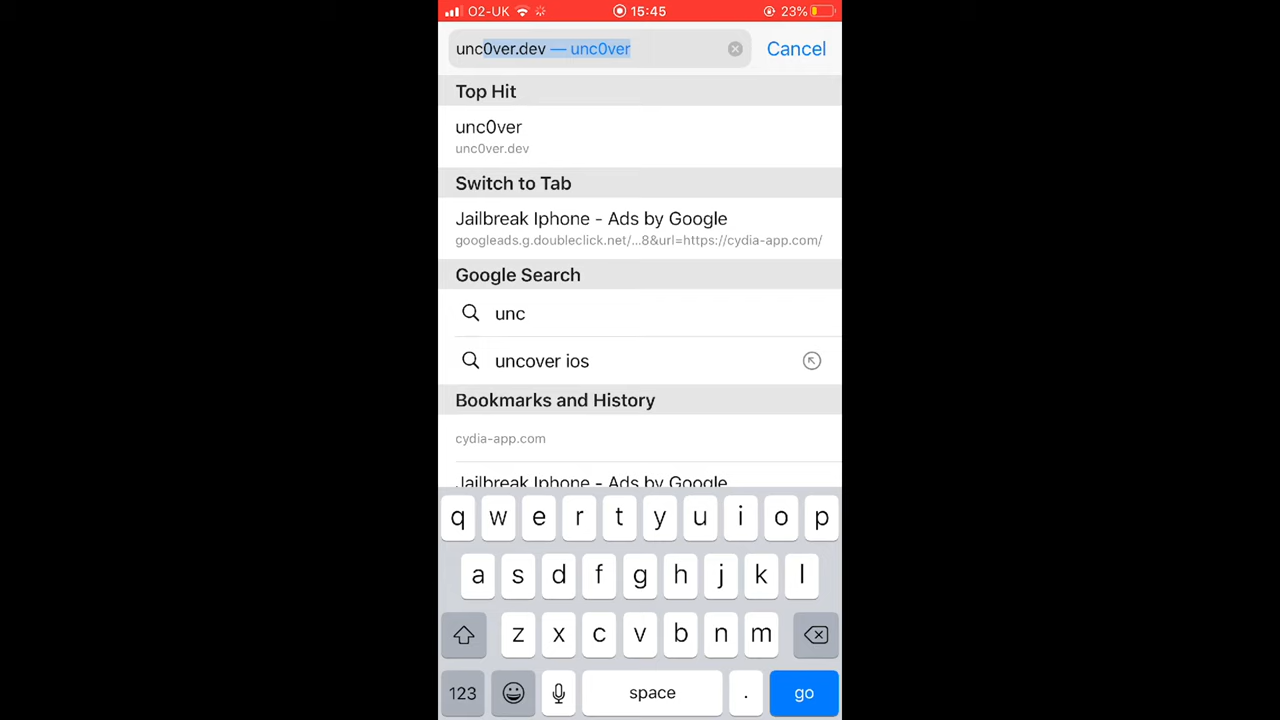 O2-UK 15:45 23%
unc0ver.dev — unc0ver Cancel
Top Hit
unc0ver
unc0ver.dev
Switch to Tab
Jailbreak Iphone - Ads by Google
googleads.g.doubleclick.net/...8&url=https://cydia-app.com/
Google Search
unc
uncover ios
Bookmarks and History
cydia-app.com
Jailbreak Iphone - Ads by Google
q w e r t y u i o p
a s d f g h j k l
z x c v b n m
123 space . go